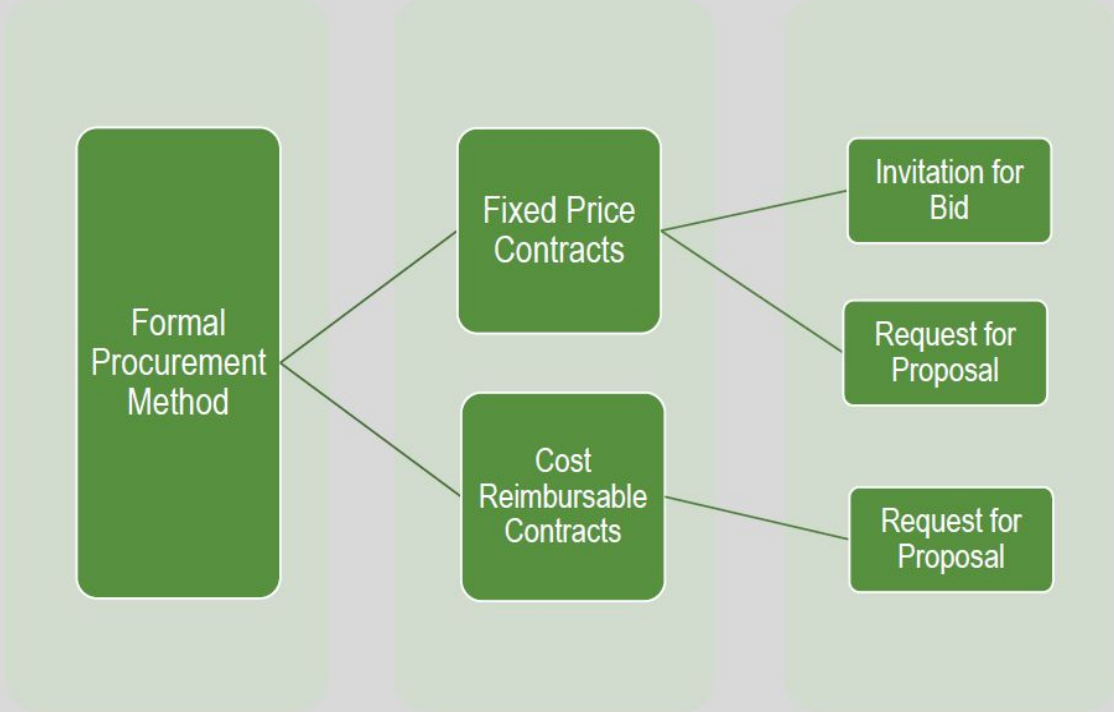 Formal
Procurement
Method
Fixed Price
Contracts
Cost
Reimbursable
Contracts
Invitation for
Bid
Request for
Proposal
Request for
Proposal